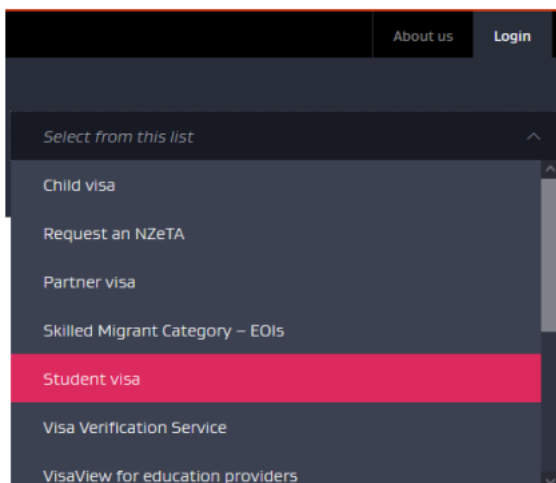 About us Login
Select from this list
Child visa
Request an NZeTA
Partner visa
Skilled Migrant Category – EOIs
Student visa
Visa Verification Service
VisaView for education providers